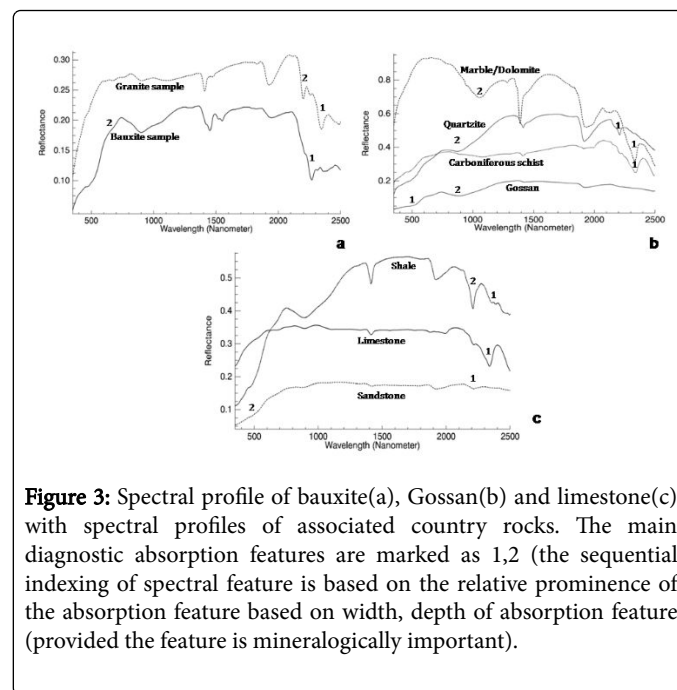 0.30
0.25
0.20
0.15
0.10
Reflectance
Granite sample
2
1
2
Bauxite sample
1
500 1000 1500 2000 2500
Wavelength (Nanometer)
a
0.8
0.6
0.4
0.2
Reflectance
Marble/Dolomite
2
Quartzite
1
2
1
Carboniferous schist
1
1
2
Gossan
500 1000 1500 2000 2500
Wavelength (Nanometer)
b
0.5
0.4
0.3
0.2
0.1
Reflectance
Shale
2
1
Limestone
1
1
2
Sandstone
500 1000 1500 2000 2500
Wavelength (Nanometer)
c
Figure 3: Spectral profile of bauxite(a), Gossan(b) and limestone(c)
with spectral profiles of associated country rocks. The main
diagnostic absorption features are marked as 1,2 (the sequential
indexing of spectral feature is based on the relative prominence of
the absorption feature based on width, depth of absorption feature
(provided the feature is mineralogically important).